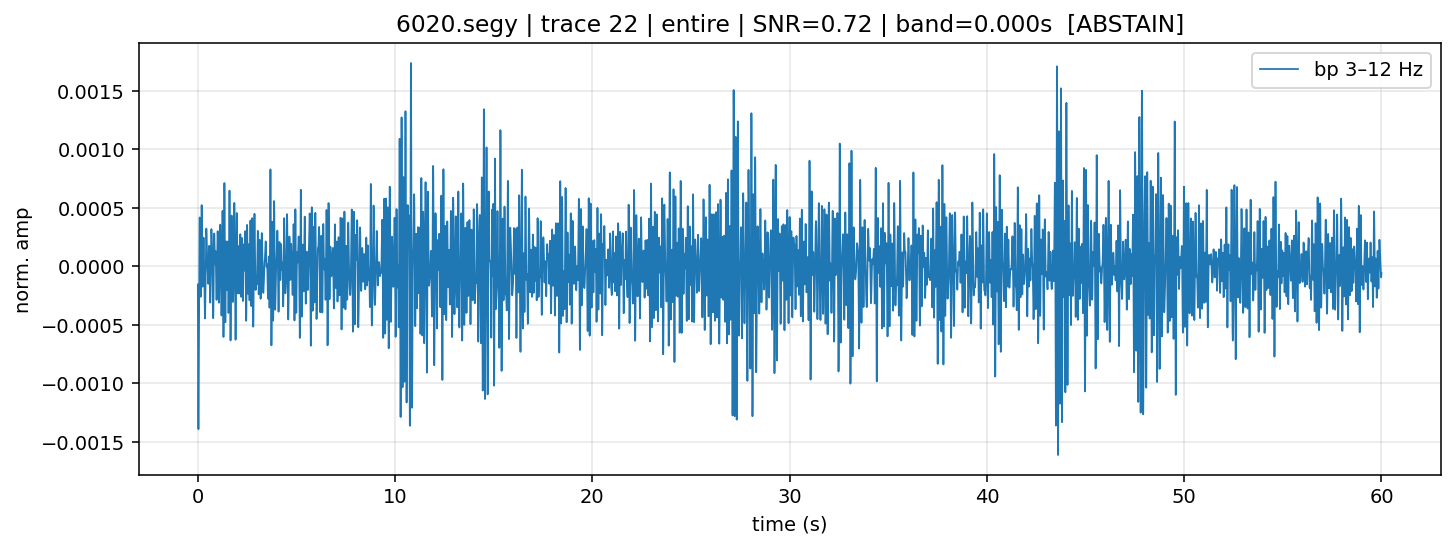 6020.segy | trace 22 | entire | SNR=0.72 | band=0.000s  [ABSTAIN]
bp 3–12 Hz
norm. amp
0.0015
0.0010
0.0005
0.0000
−0.0005
−0.0010
−0.0015
0 10 20 30 40 50 60
time (s)